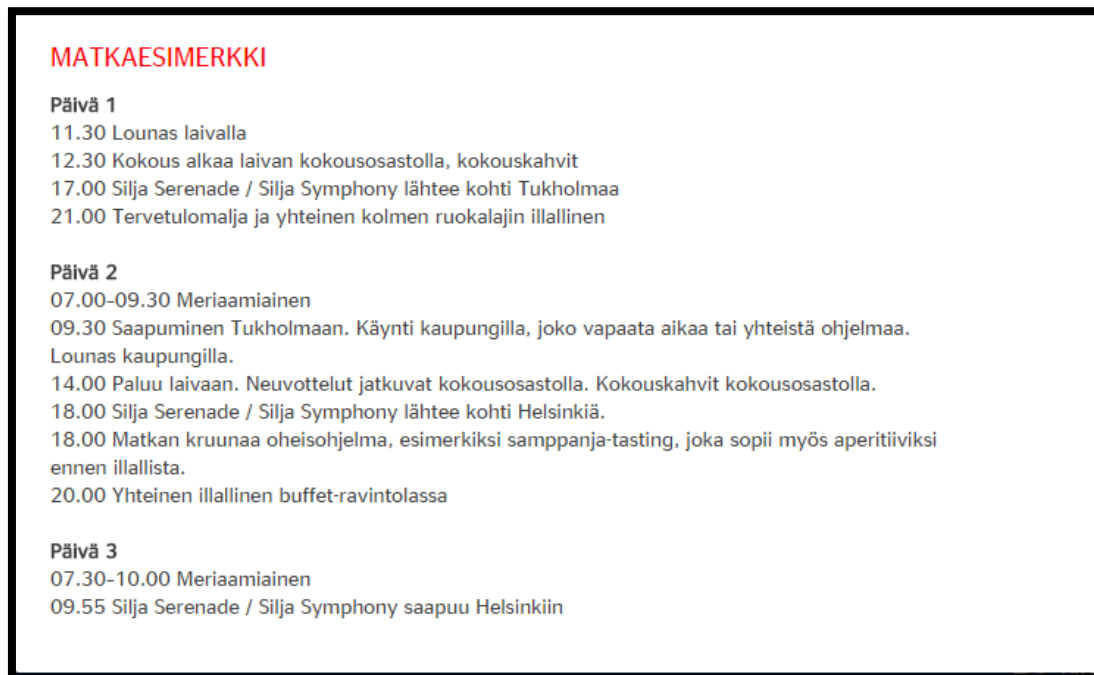 MATKAESIMERKKI
Päivä 1
11.30 Lounas laivalla
12.30 Kokous alkaa laivan kokousosastolla, kokouskahvit
17.00 Silja Serenade / Silja Symphony lähtee kohti Tukholmaa
21.00 Tervetulomalja ja yhteinen kolmen ruokalajin illallinen
Päivä 2
07.00–09.30 Meriaamiainen
09.30 Saapuminen Tukholmaan. Käynti kaupungilla, joko vapaata aikaa tai yhteistä ohjelmaa.
Lounas kaupungilla.
14.00 Paluu laivaan. Neuvottelut jatkuvat kokousosastolla. Kokouskahvit kokousosastolla.
18.00 Silja Serenade / Silja Symphony lähtee kohti Helsinkiä.
18.00 Matkan kruunaa oheisohjelma, esimerkiksi samppanja-tasting, joka sopii myös aperitiiviksi
ennen illallista.
20.00 Yhteinen illallinen buffet-ravintolassa
Päivä 3
07.30–10.00 Meriaamiainen
09.55 Silja Serenade / Silja Symphony saapuu Helsinkiin